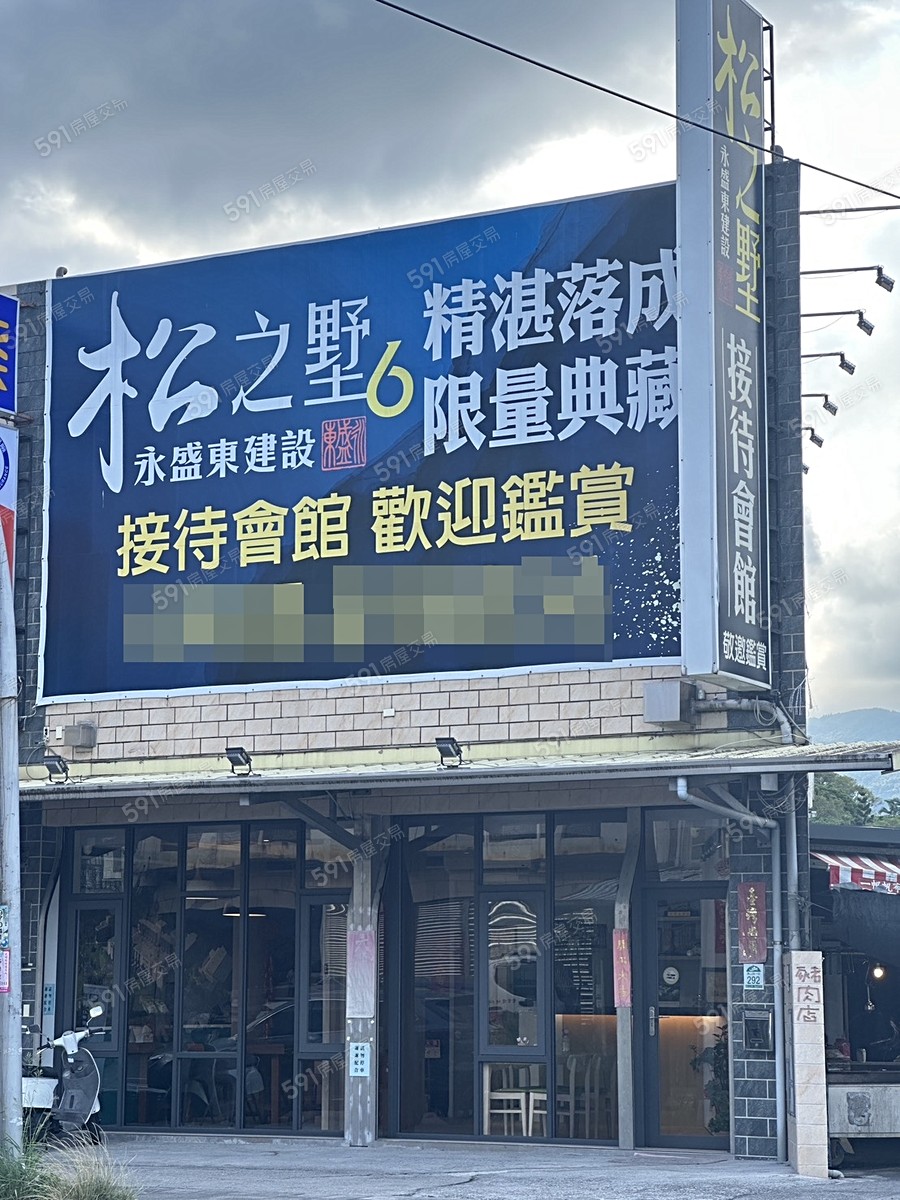 松之墅6
精湛落成
限量典藏
永盛東建設
接待會館 歡迎鑑賞
松之墅
永盛東建設
接待會館
敬邀鑑賞
292
肉店
591房屋交易